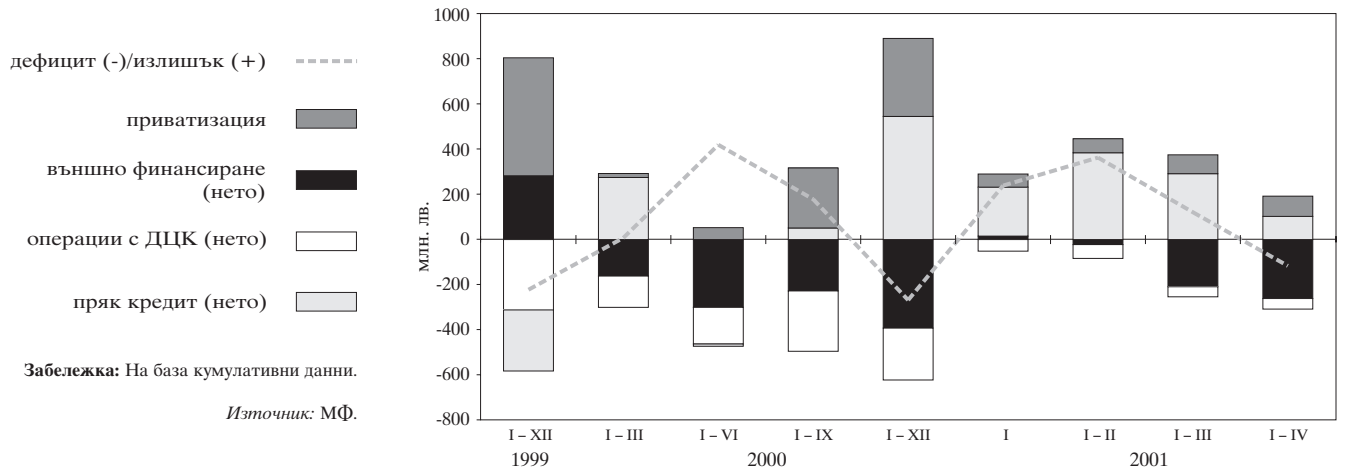 дефицит (-)/излишък (+)
приватизация
външно финансиране
(нето)
операции с ДЦК (нето)
пряк кредит (нето)
Забележка: На база кумулативни данни.
Източник: МФ.
млн. лв.
1000
800
600
400
200
0
-200
-400
-600
-800
I – XII
I – III
I – VI
I – IX
I – XII
I
I – II
I – III
I – IV
1999
2000
2001